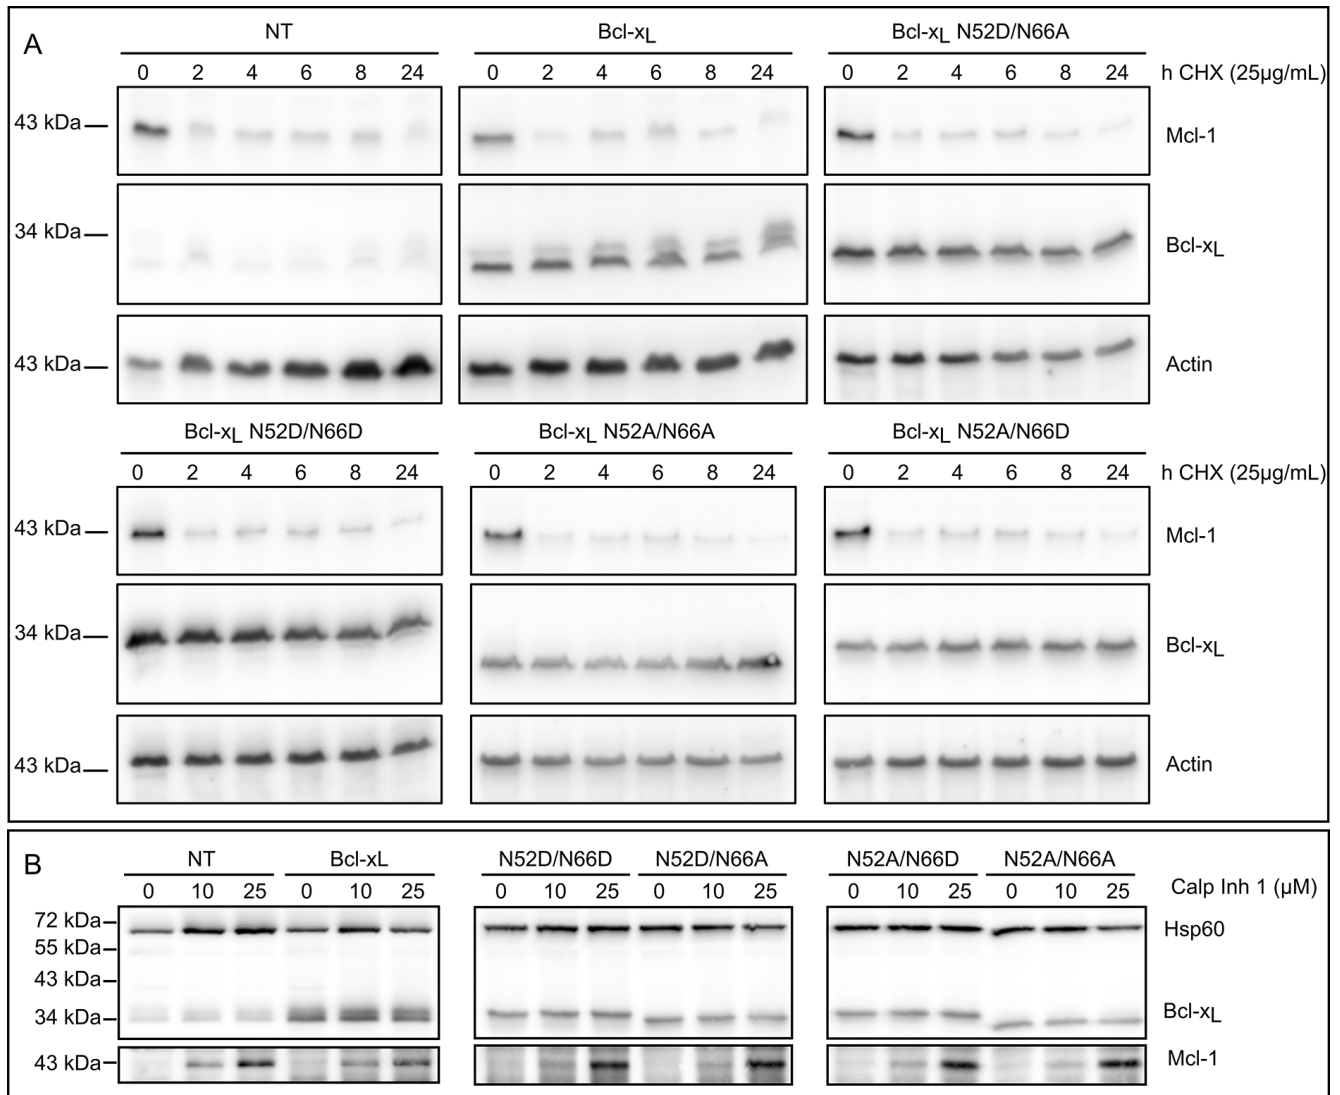 A
NT
Bcl-xL
Bcl-xL N52D/N66A
0 2 4 6 8 24
0 2 4 6 8 24
0 2 4 6 8 24
h CHX (25µg/mL)
43 kDa
Mcl-1
34 kDa
Bcl-xL
43 kDa
Actin
Bcl-xL N52D/N66D
Bcl-xL N52A/N66A
Bcl-xL N52A/N66D
0 2 4 6 8 24
0 2 4 6 8 24
0 2 4 6 8 24
h CHX (25µg/mL)
43 kDa
Mcl-1
34 kDa
Bcl-xL
43 kDa
Actin
B
NT
Bcl-xL
N52D/N66D
N52D/N66A
N52A/N66D
N52A/N66A
0 10 25
0 10 25
0 10 25
0 10 25
0 10 25
0 10 25
Calp Inh 1 (µM)
72 kDa
Hsp60
55 kDa
43 kDa
34 kDa
Bcl-xL
43 kDa
Mcl-1